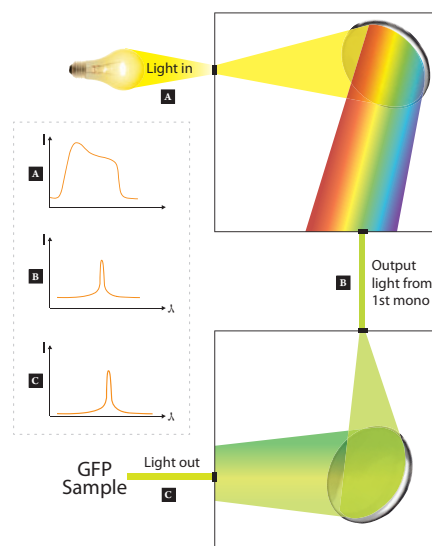 Light in
A
I
A
λ
I
B
λ
I
C
λ
B
Output
light from
1st mono
GFP
Sample
Light out
C